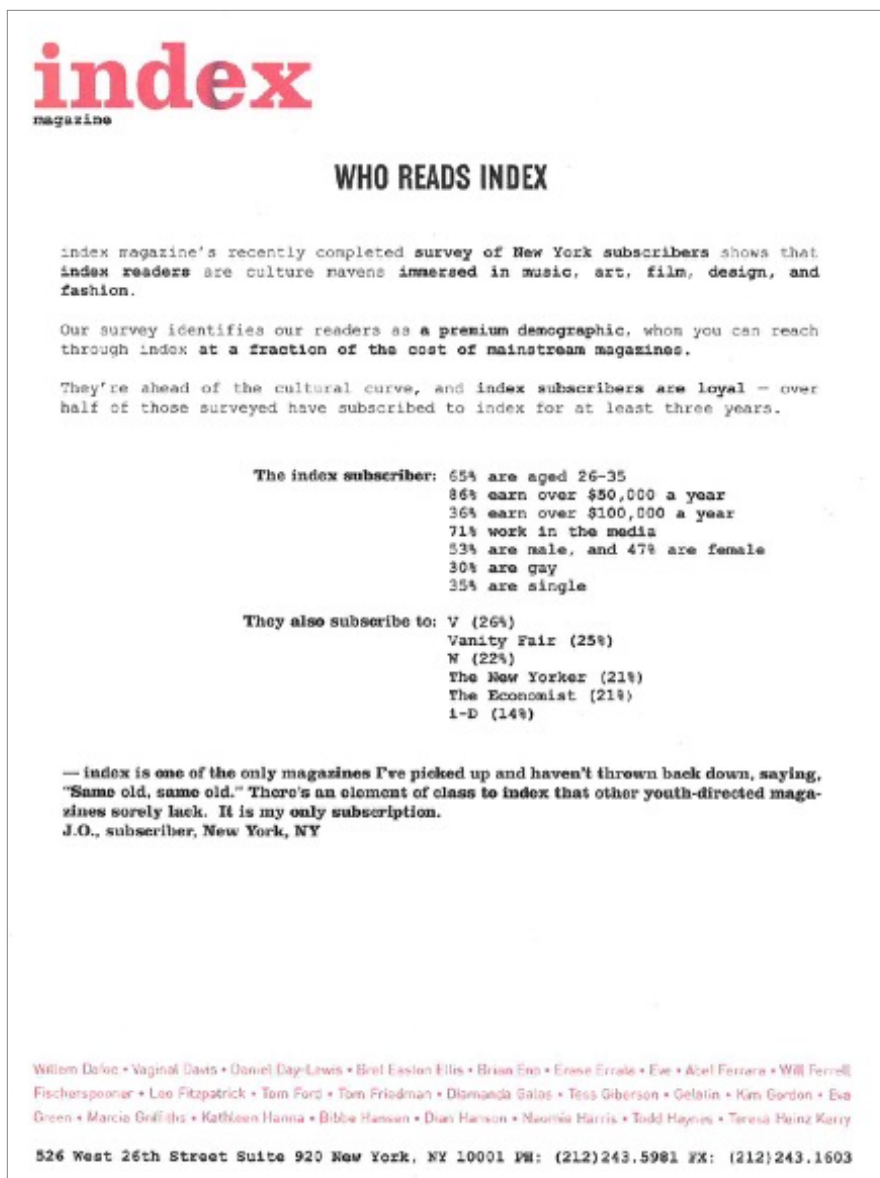 index
magazine
WHO READS INDEX
index magazine's recently completed survey of New York subscribers shows that
index readers are culture mavens immersed in music, art, film, design, and
fashion.
Our survey identifies our readers as a premium demographic, whom you can reach
through index at a fraction of the cost of mainstream magazines.
They're ahead of the cultural curve, and index subscribers are loyal — over
half of those surveyed have subscribed to index for at least three years.
The index subscriber: 65% are aged 26-35
86% earn over $50,000 a year
36% earn over $100,000 a year
71% work in the media
53% are male, and 47% are female
30% are gay
35% are single
They also subscribe to: V (26%)
Vanity Fair (25%)
W (22%)
The New Yorker (21%)
The Economist (21%)
i-D (14%)
— index is one of the only magazines I've picked up and haven't thrown back down, saying,
"Same old, same old." There's an element of class to index that other youth-directed maga-
zines sorely lack. It is my only subscription.
J.O., subscriber, New York, NY
Willem Dafoe • Vaginal Davis • Daniel Day-Lewis • Bret Easton Ellis • Brian Eno • Erase Errata • Eve • Abel Ferrara • Will Ferrell
Fischerspooner • Leo Fitzpatrick • Tom Ford • Tom Friedman • Diamanda Galas • Tess Giberson • Gelatin • Kim Gordon • Eva
Green • Marcia Griffiths • Kathleen Hanna • Bibbe Hansen • Dian Hanson • Naomie Harris • Todd Haynes • Teresa Heinz Kerry
526 West 26th Street Suite 920 New York, NY 10001 PH: (212)243.5981 FX: (212)243.1603